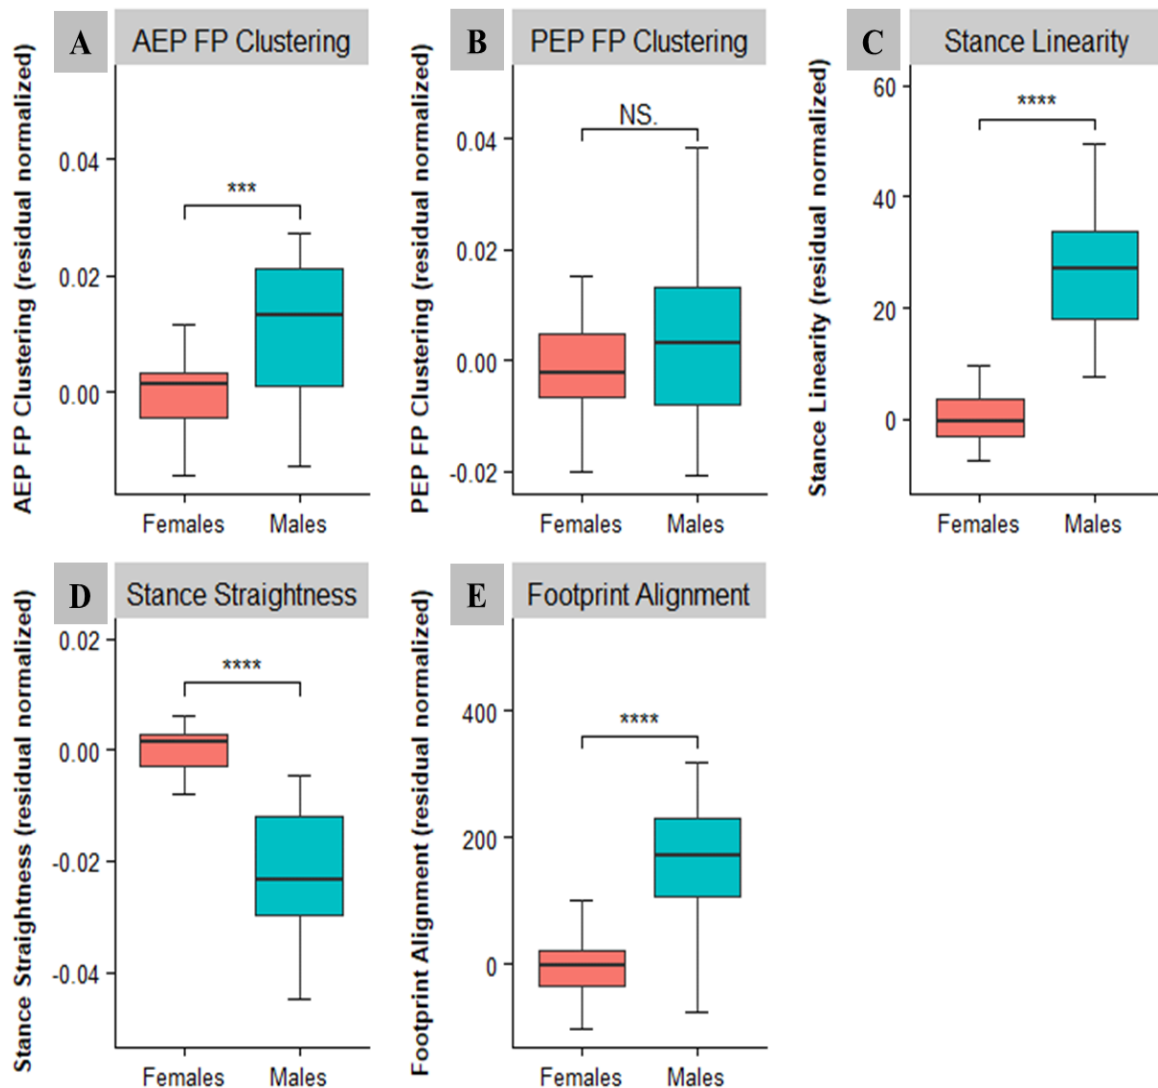 A
AEP FP Clustering
AEP FP Clustering (residual normalized)
0.04
0.02
0.00
***
Females
Males
B
PEP FP Clustering
PEP FP Clustering (residual normalized)
0.04
0.02
0.00
-0.02
NS.
Females
Males
C
Stance Linearity
Stance Linearity (residual normalized)
60
40
20
0
****
Females
Males
D
Stance Straightness
Stance Straightness (residual normalized)
0.02
0.00
-0.02
-0.04
****
Females
Males
E
Footprint Alignment
Footprint Alignment (residual normalized)
400
200
0
****
Females
Males